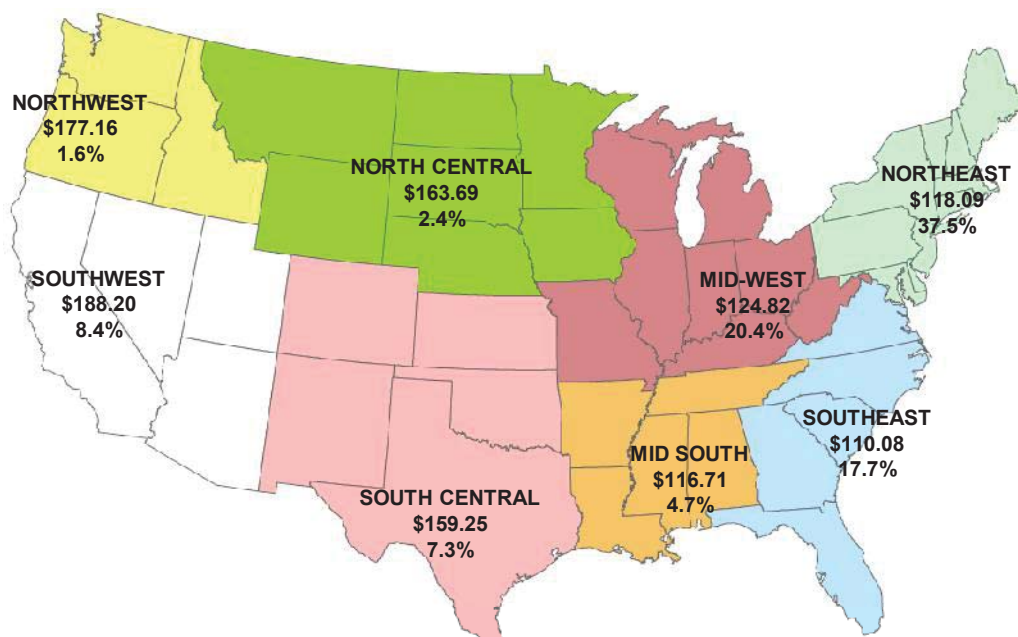 NORTHWEST
$177.16
1.6%
NORTH CENTRAL
$163.69
2.4%
NORTHEAST
$118.09
37.5%
SOUTHWEST
$188.20
8.4%
MID-WEST
$124.82
20.4%
SOUTHEAST
$110.08
17.7%
MID SOUTH
$116.71
4.7%
SOUTH CENTRAL
$159.25
7.3%